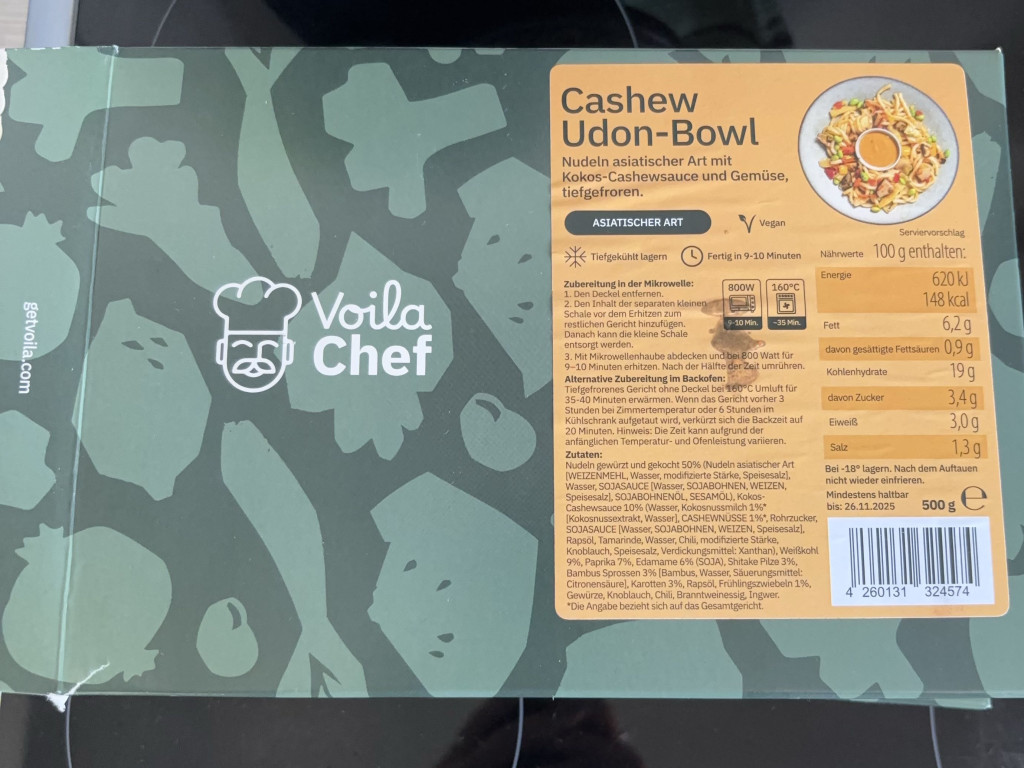 getvoila.com
Voila
Chef
Cashew
Udon-Bowl
Nudeln asiatischer Art mit
Kokos-Cashewsauce und Gemüse,
tiefgefroren.
ASIATISCHER ART
Vegan
Serviervorschlag
Tiefgekühlt lagern
Fertig in 9-10 Minuten
Zubereitung in der Mikrowelle:
1. Den Deckel entfernen.
2. Den Inhalt der separaten kleinen
Schale vor dem Erhitzen zum
restlichen Gericht hinzufügen.
Danach kann die kleine Schale
entsorgt werden.
800W
9-10 Min.
160°C
~35 Min.
3. Mit Mikrowellenhaube abdecken und bei 800 Watt für
9–10 Minuten erhitzen. Nach der Hälfte der Zeit umrühren.
Alternative Zubereitung im Backofen:
Tiefgefrorenes Gericht ohne Deckel bei 160°C Umluft für
35-40 Minuten erwärmen. Wenn das Gericht vorher 3
Stunden bei Zimmertemperatur oder 6 Stunden im
Kühlschrank aufgetaut wird, verkürzt sich die Backzeit auf
20 Minuten. Hinweis: Die Zeit kann aufgrund der
anfänglichen Temperatur- und Ofenleistung variieren.
Zutaten:
Nudeln gewürzt und gekocht 50% (Nudeln asiatischer Art
[WEIZENMEHL, Wasser, modifizierte Stärke, Speisesalz],
Wasser, SOJASAUCE [Wasser, SOJABOHNEN, WEIZEN,
Speisesalz], SOJABOHNENÖL, SESAMÖL), Kokos-
Cashewsauce 10% (Wasser, Kokosnussmilch 1%*
[Kokosnussextrakt, Wasser], CASHEWNÜSSE 1%*, Rohrzucker,
SOJASAUCE [Wasser, SOJABOHNEN, WEIZEN, Speisesalz],
Rapsöl, Tamarinde, Wasser, Chili, modifizierte Stärke,
Knoblauch, Speisesalz, Verdickungsmittel: Xanthan), Weißkohl
9%, Paprika 7%, Edamame 6% (SOJA), Shitake Pilze 3%,
Bambus Sprossen 3% [Bambus, Wasser, Säuerungsmittel:
Citronensäure], Karotten 3%, Rapsöl, Frühlingszwiebeln 1%,
Gewürze, Knoblauch, Chili, Branntweinessig, Ingwer.
*Die Angabe bezieht sich auf das Gesamtgericht.
Nährwerte 100 g enthalten:
Energie 620 kJ
148 kcal
Fett 6,2 g
davon gesättigte Fettsäuren 0,9 g
Kohlenhydrate 19 g
davon Zucker 3,4 g
Eiweiß 3,0 g
Salz 1,3 g
Bei -18° lagern. Nach dem Auftauen
nicht wieder einfrieren.
Mindestens haltbar
bis: 26.11.2025
500 g ℮
4 260131 324574